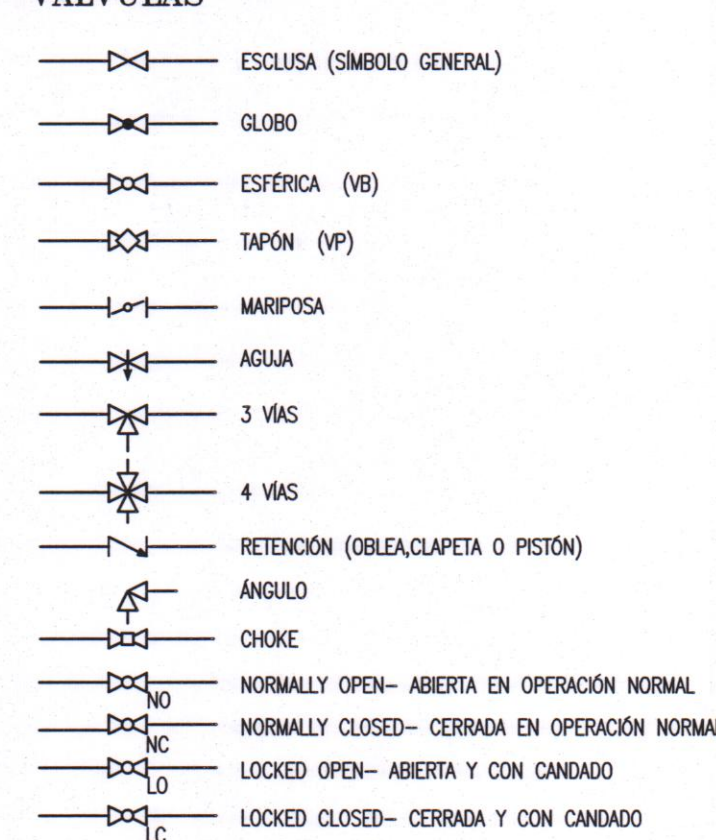 VÁLVULAS
ESCLUSA (SÍMBOLO GENERAL)
GLOBO
ESFÉRICA (VB)
TAPÓN (VP)
MARIPOSA
AGUJA
3 VÍAS
4 VÍAS
RETENCIÓN (OBLEA,CLAPETA O PISTÓN)
ÁNGULO
CHOKE
NO NORMALLY OPEN– ABIERTA EN OPERACIÓN NORMAL
NC NORMALLY CLOSED– CERRADA EN OPERACIÓN NORMAL
LO LOCKED OPEN– ABIERTA Y CON CANDADO
LC LOCKED CLOSED– CERRADA Y CON CANDADO